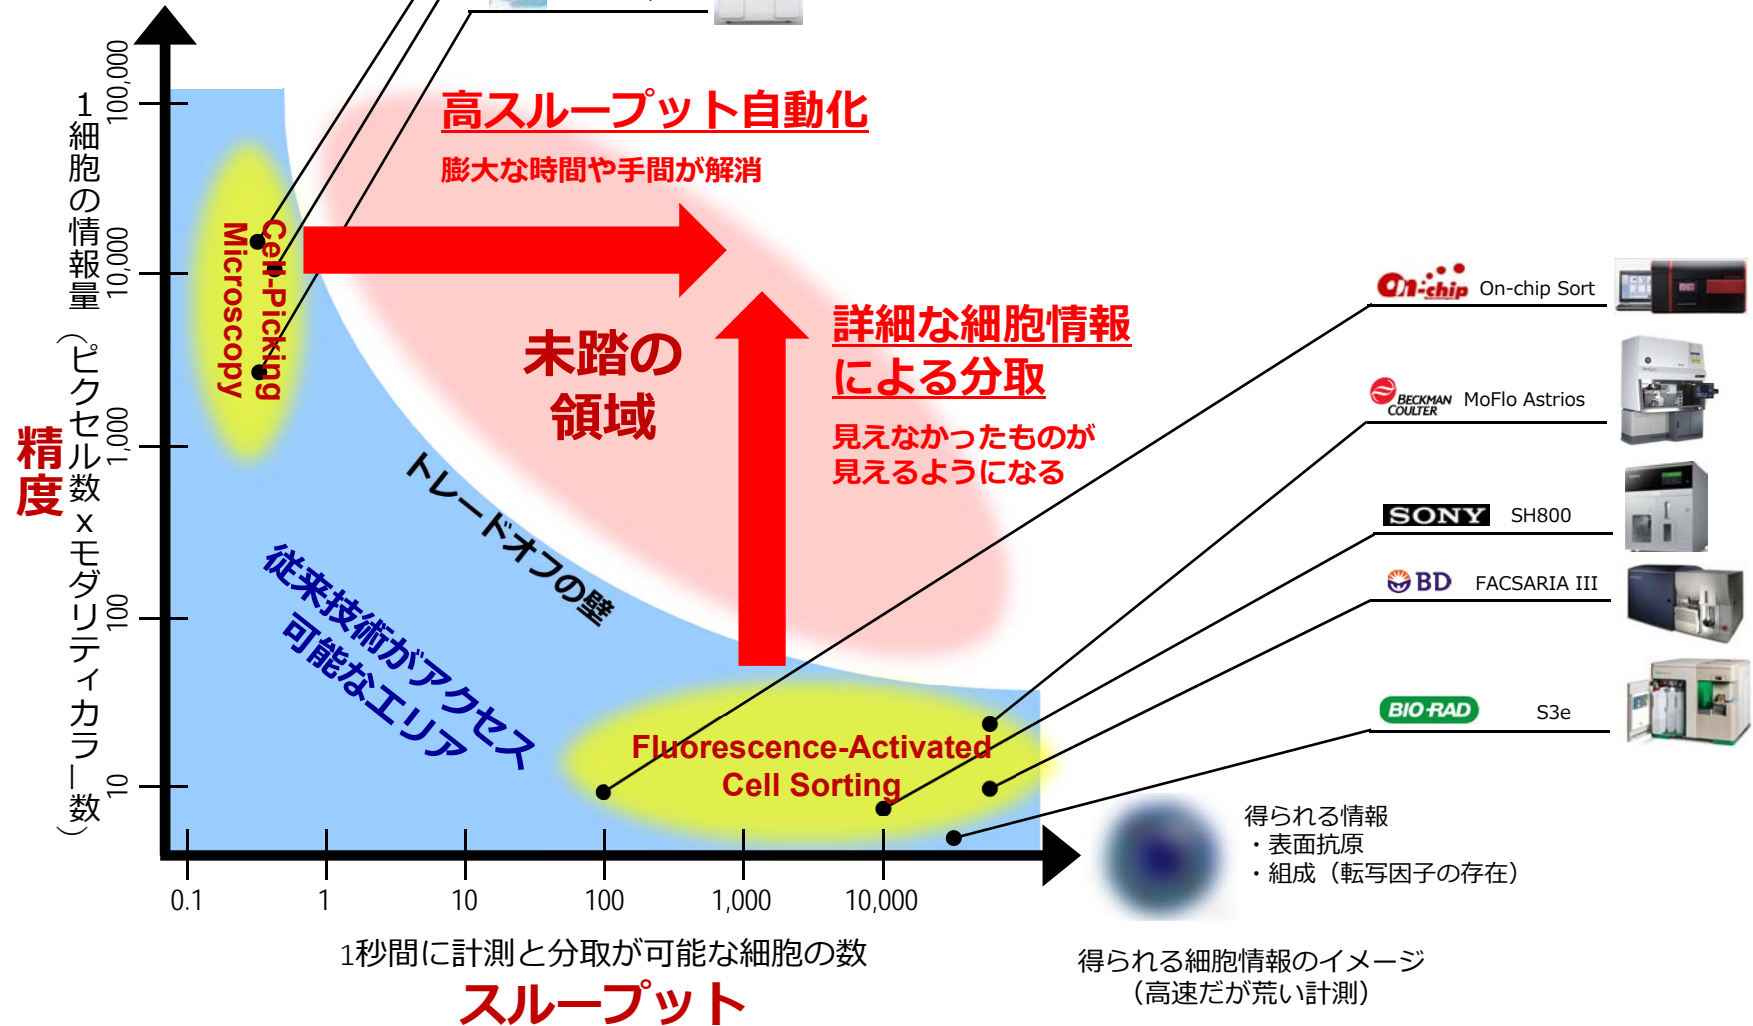 高スループット自動化
膨大な時間や手間が解消
100,000
10,000
1,000
100
10
1細胞の情報量（ピクセル数 x モダリティカラー数）
精度
Cell-Picking
Microscopy
未踏の
領域
詳細な細胞情報
による分取
見えなかったものが
見えるようになる
トレードオフの壁
従来技術がアクセス
可能なエリア
Fluorescence-Activated
Cell Sorting
On-chip On-chip Sort
BECKMAN
COULTER MoFlo Astrios
SONY SH800
BD FACSARIA III
BIO-RAD S3e
得られる情報
・表面抗原
・組成（転写因子の存在）
0.1 1 10 100 1,000 10,000
1秒間に計測と分取が可能な細胞の数
スループット
得られる細胞情報のイメージ
（高速だが荒い計測）